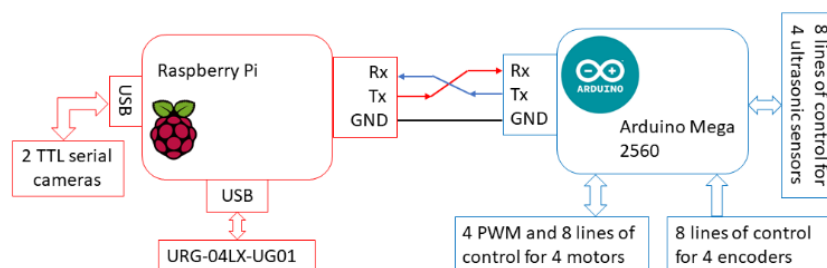 Raspberry Pi
USB
2 TTL serial
cameras
USB
URG-04LX-UG01
Rx
Tx
GND
Rx
Tx
GND
ARDUINO
Arduino Mega
2560
4 PWM and 8 lines of
control for 4 motors
8 lines of control
for 4 encoders
8 lines of control for
4 ultrasonic sensors